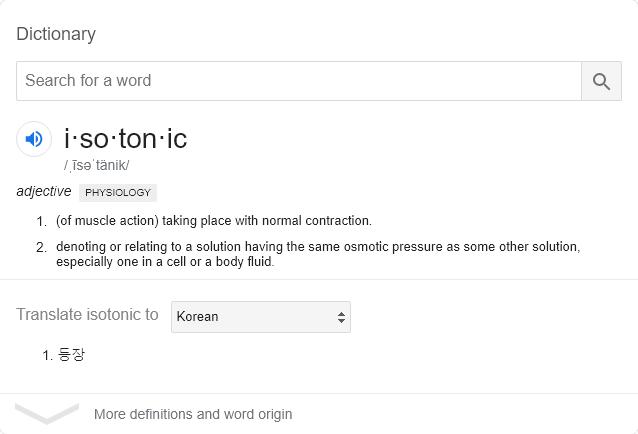 Dictionary
Search for a word
i·so·ton·ic
/ˌīsəˈtänik/
adjective PHYSIOLOGY
1. (of muscle action) taking place with normal contraction.
2. denoting or relating to a solution having the same osmotic pressure as some other solution,
especially one in a cell or a body fluid.
Translate isotonic to Korean
1. 등장
More definitions and word origin